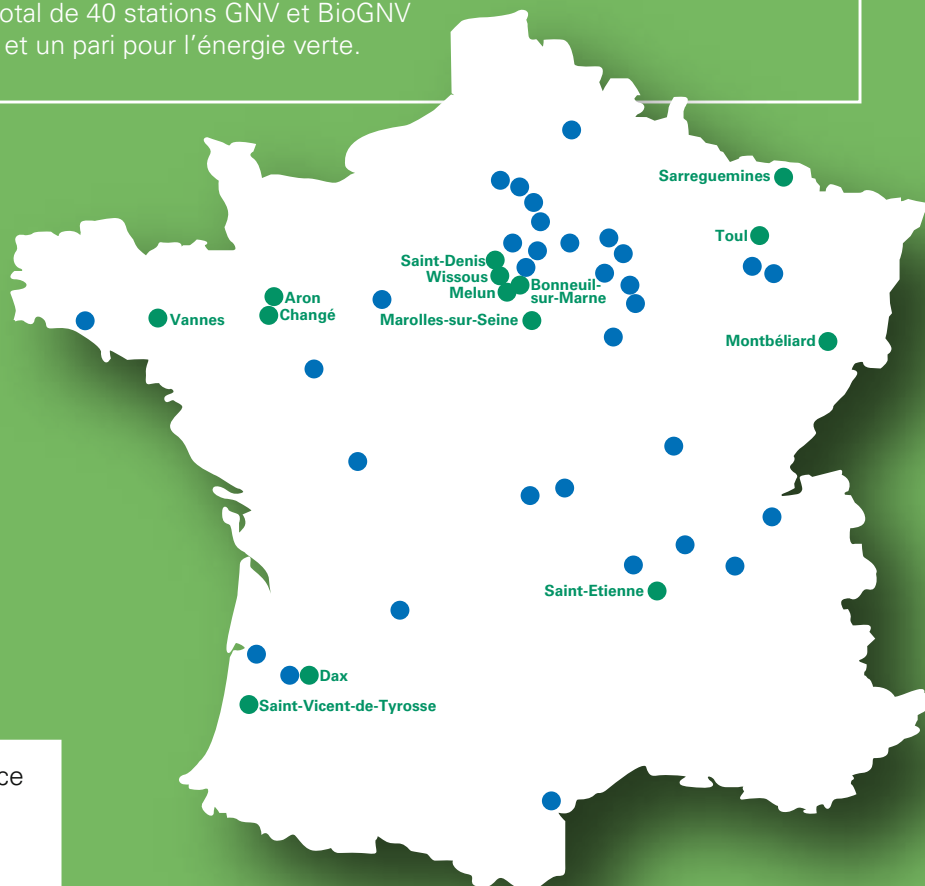 otal de 40 stations GNV et BioGNV
et un pari pour l'énergie verte.
Sarreguemines
Toul
Saint-Denis
Wissous
Melun
Bonneuil-
sur-Marne
Aron
Changé
Vannes
Marolles-sur-Seine
Montbéliard
Saint-Etienne
Dax
Saint-Vicent-de-Tyrosse
ce